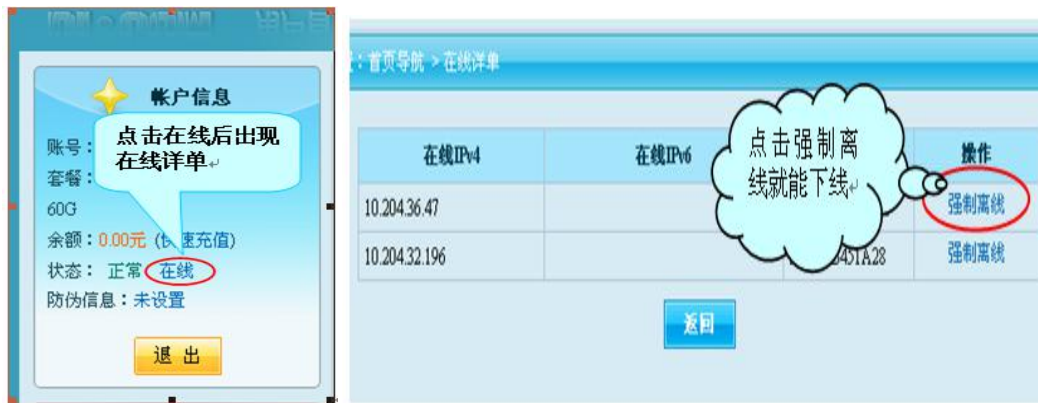 帐户信息
账号：
点击在线后出现
在线详单
套餐：
60G
余额：0.00元 (快速充值)
状态： 正常 在线
防伪信息：未设置
退 出
：首页导航 > 在线详单
在线IPv4 在线IPv6 操作
点击强制离
线就能下线
10.204.36.47 强制离线
10.204.32.196 451A28 强制离线
返回